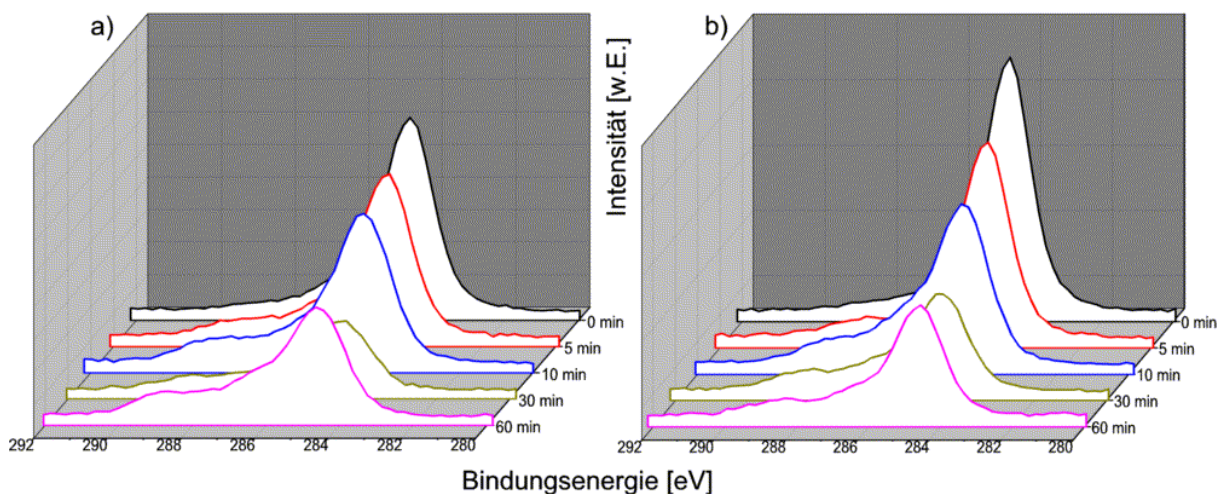 a)
0 min
5 min
10 min
30 min
60 min
292 290 288 286 284 282 280
Intensität [w.E.]
b)
0 min
5 min
10 min
30 min
60 min
292 290 288 286 284 282 280
Bindungsenergie [eV]